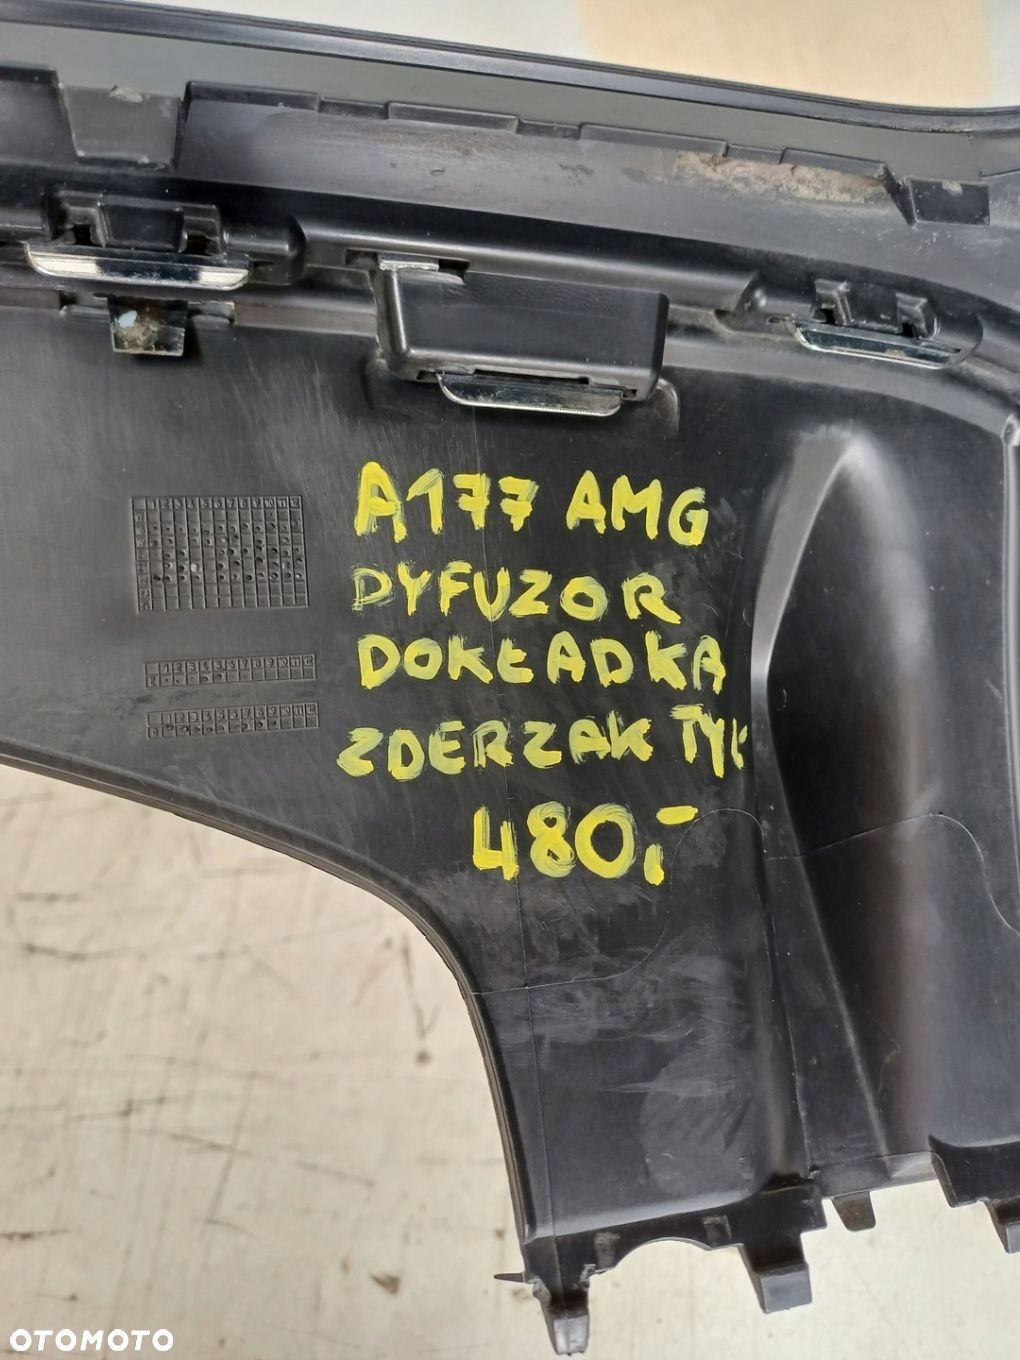 A177 AMG
DYFUZOR
DOKŁADKA
ZDERZAK TYŁ
480,-
OTOMOTO